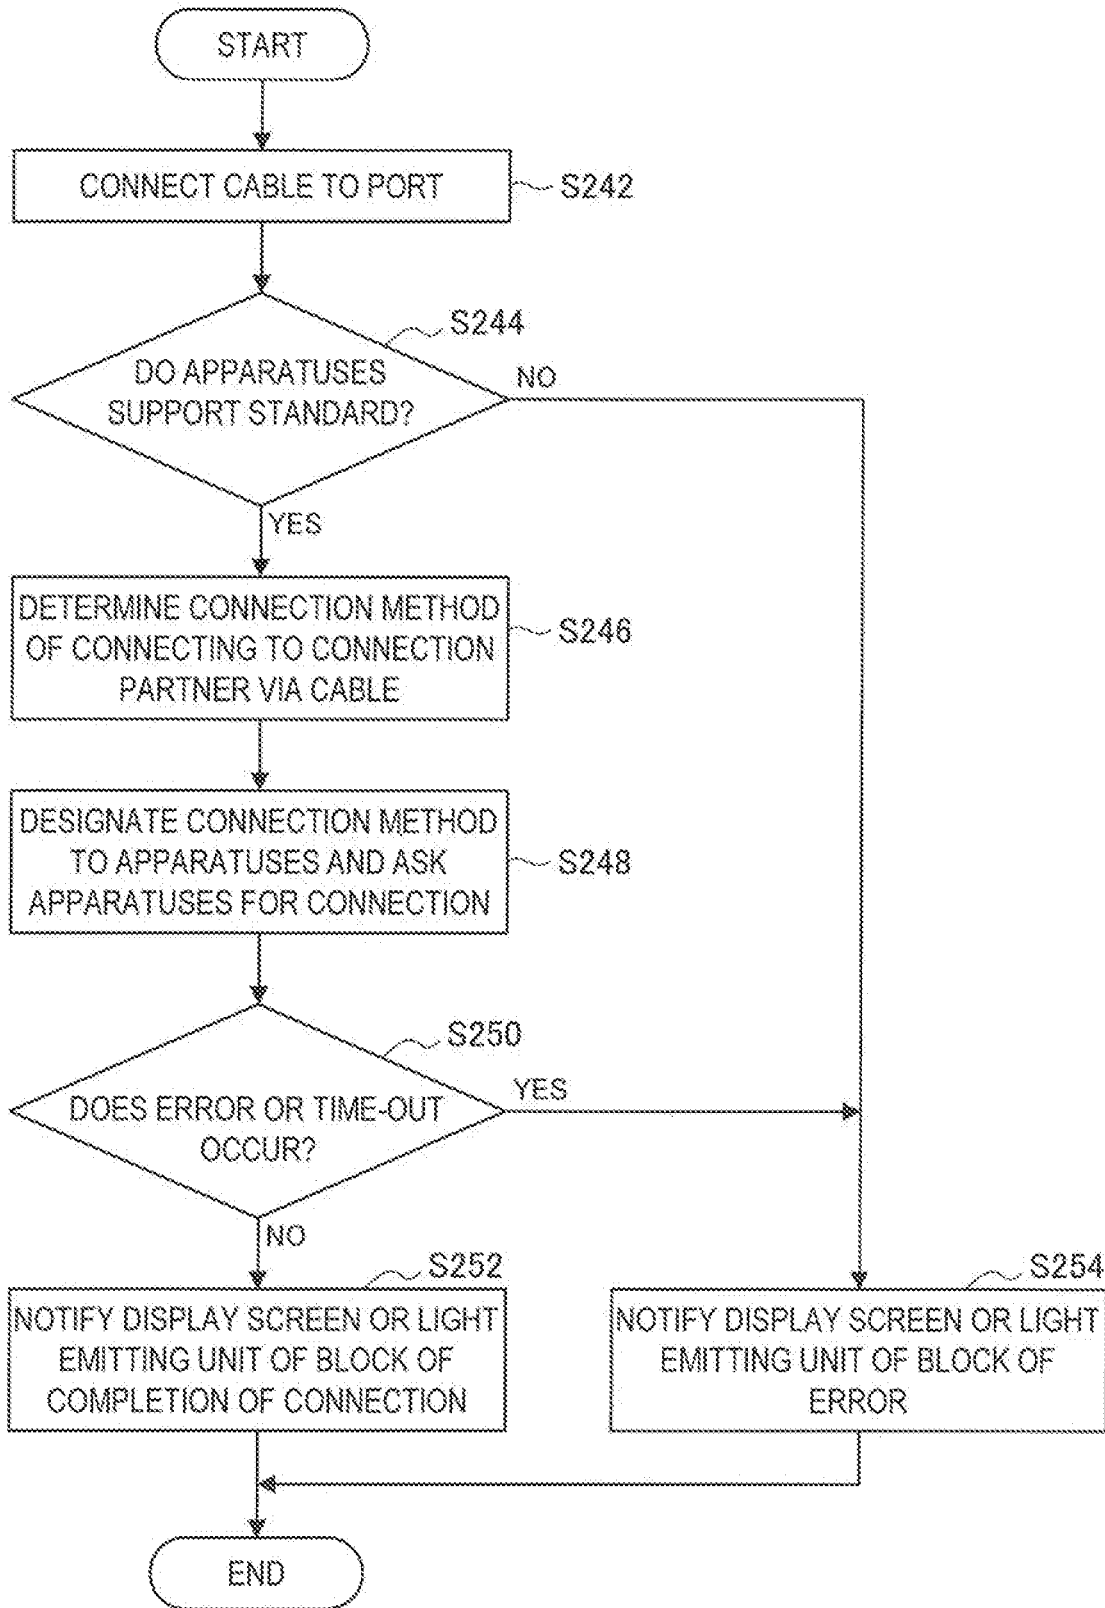 START
CONNECT CABLE TO PORT
S242
S244
DO APPARATUSES
SUPPORT STANDARD?
NO
YES
DETERMINE CONNECTION METHOD
OF CONNECTING TO CONNECTION
PARTNER VIA CABLE
S246
DESIGNATE CONNECTION METHOD
TO APPARATUSES AND ASK
APPARATUSES FOR CONNECTION
S248
S250
DOES ERROR OR TIME-OUT
OCCUR?
YES
NO
S252
NOTIFY DISPLAY SCREEN OR LIGHT
EMITTING UNIT OF BLOCK OF
COMPLETION OF CONNECTION
S254
NOTIFY DISPLAY SCREEN OR LIGHT
EMITTING UNIT OF BLOCK OF
ERROR
END